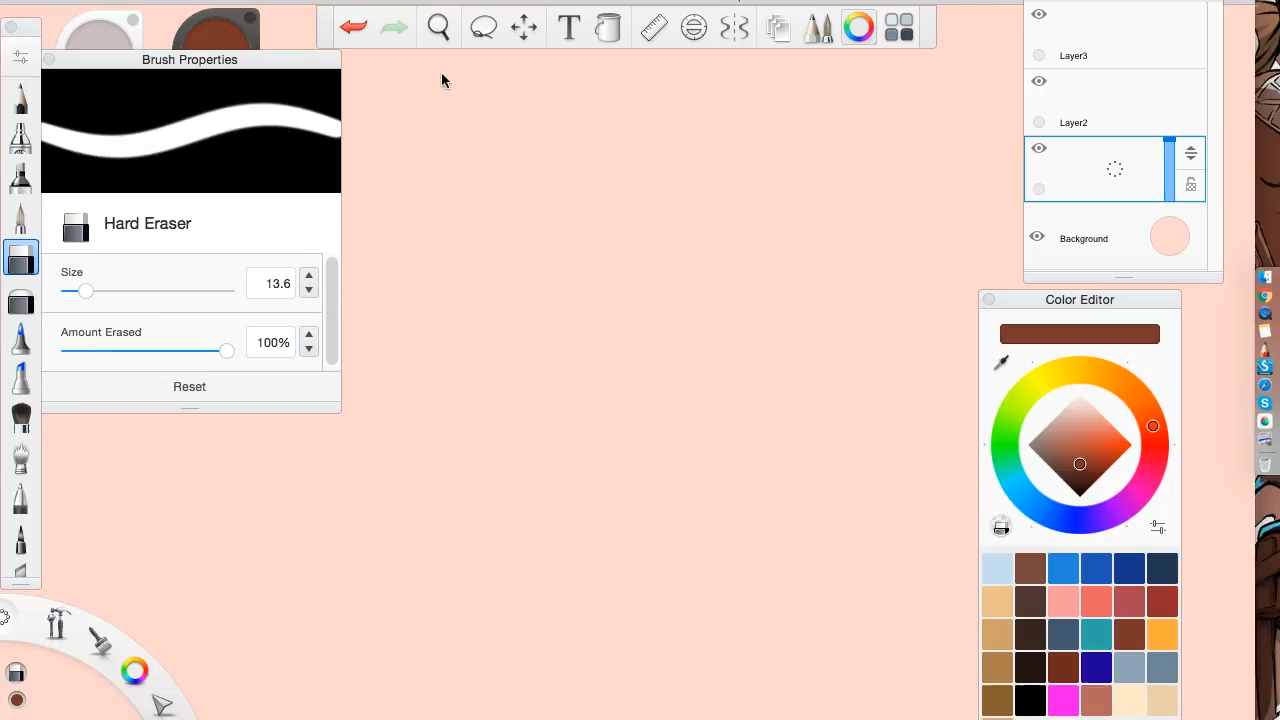 Brush Properties
Hard Eraser
Size
13.6
Amount Erased
100%
Reset
T
Layer3
Layer2
Background
Color Editor